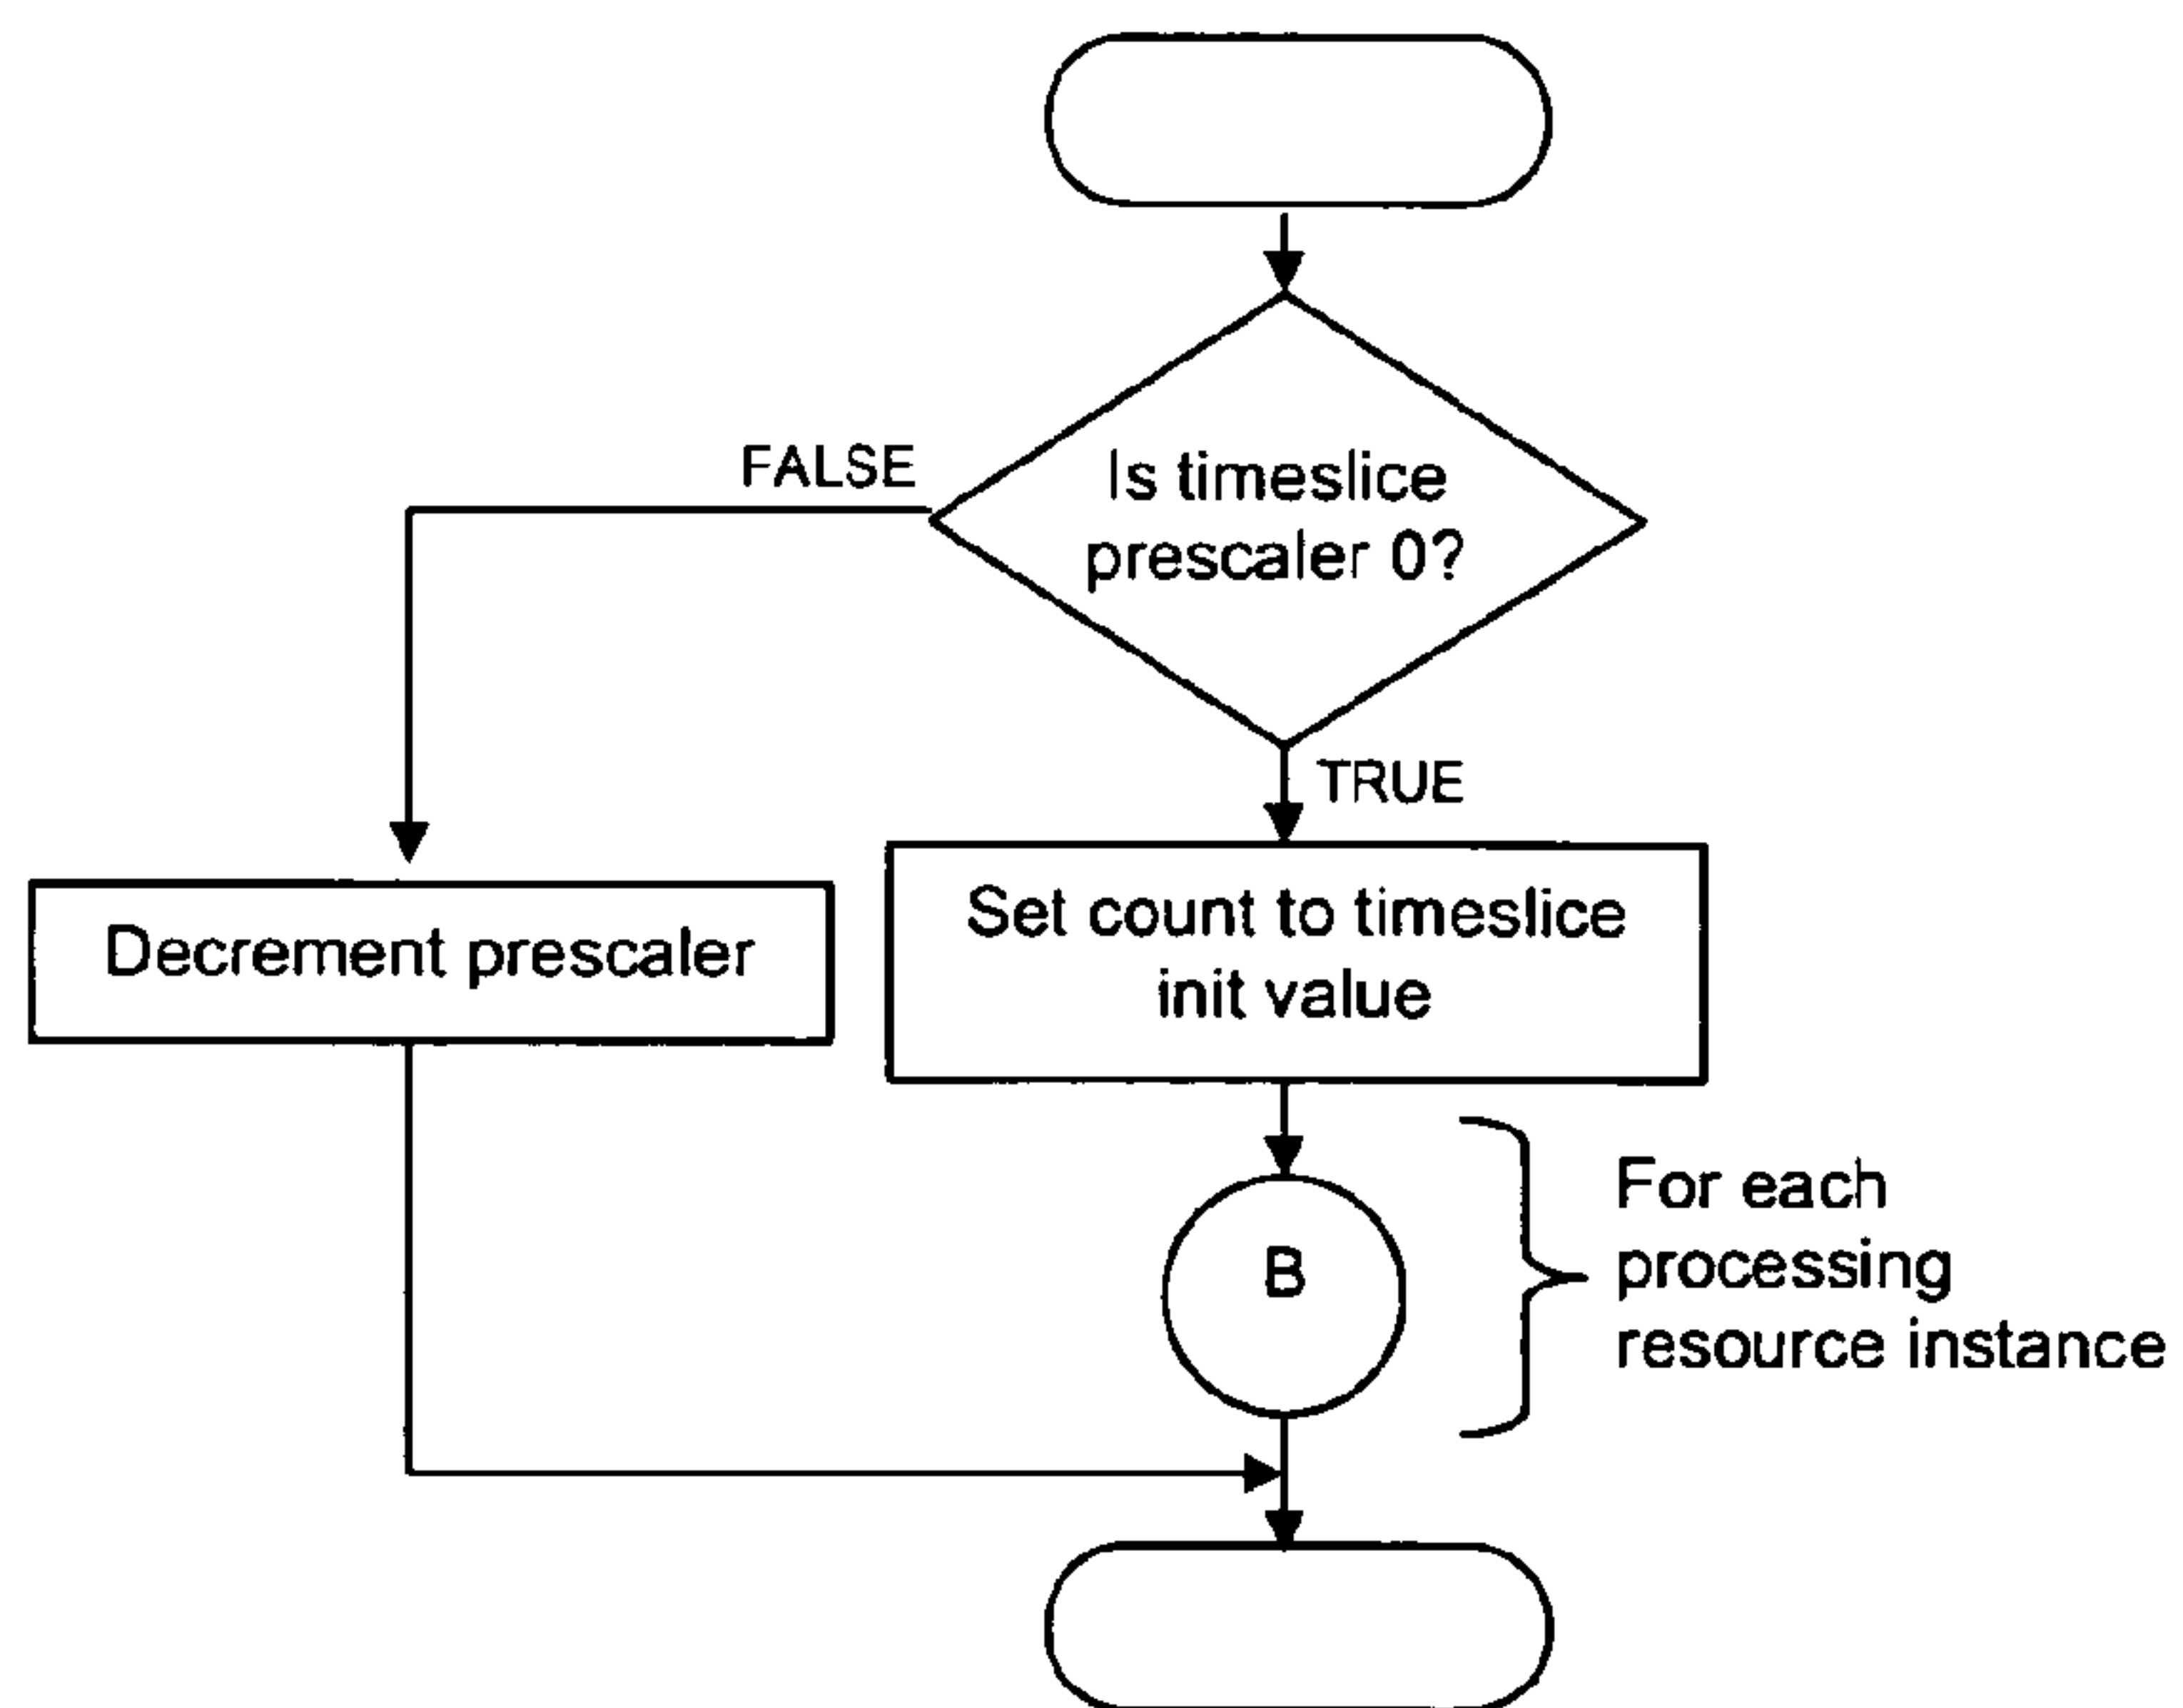 FALSE
Is timeslice
prescaler 0?
TRUE
Decrement prescaler
Set count to timeslice
init value
B
For each
processing
resource instance